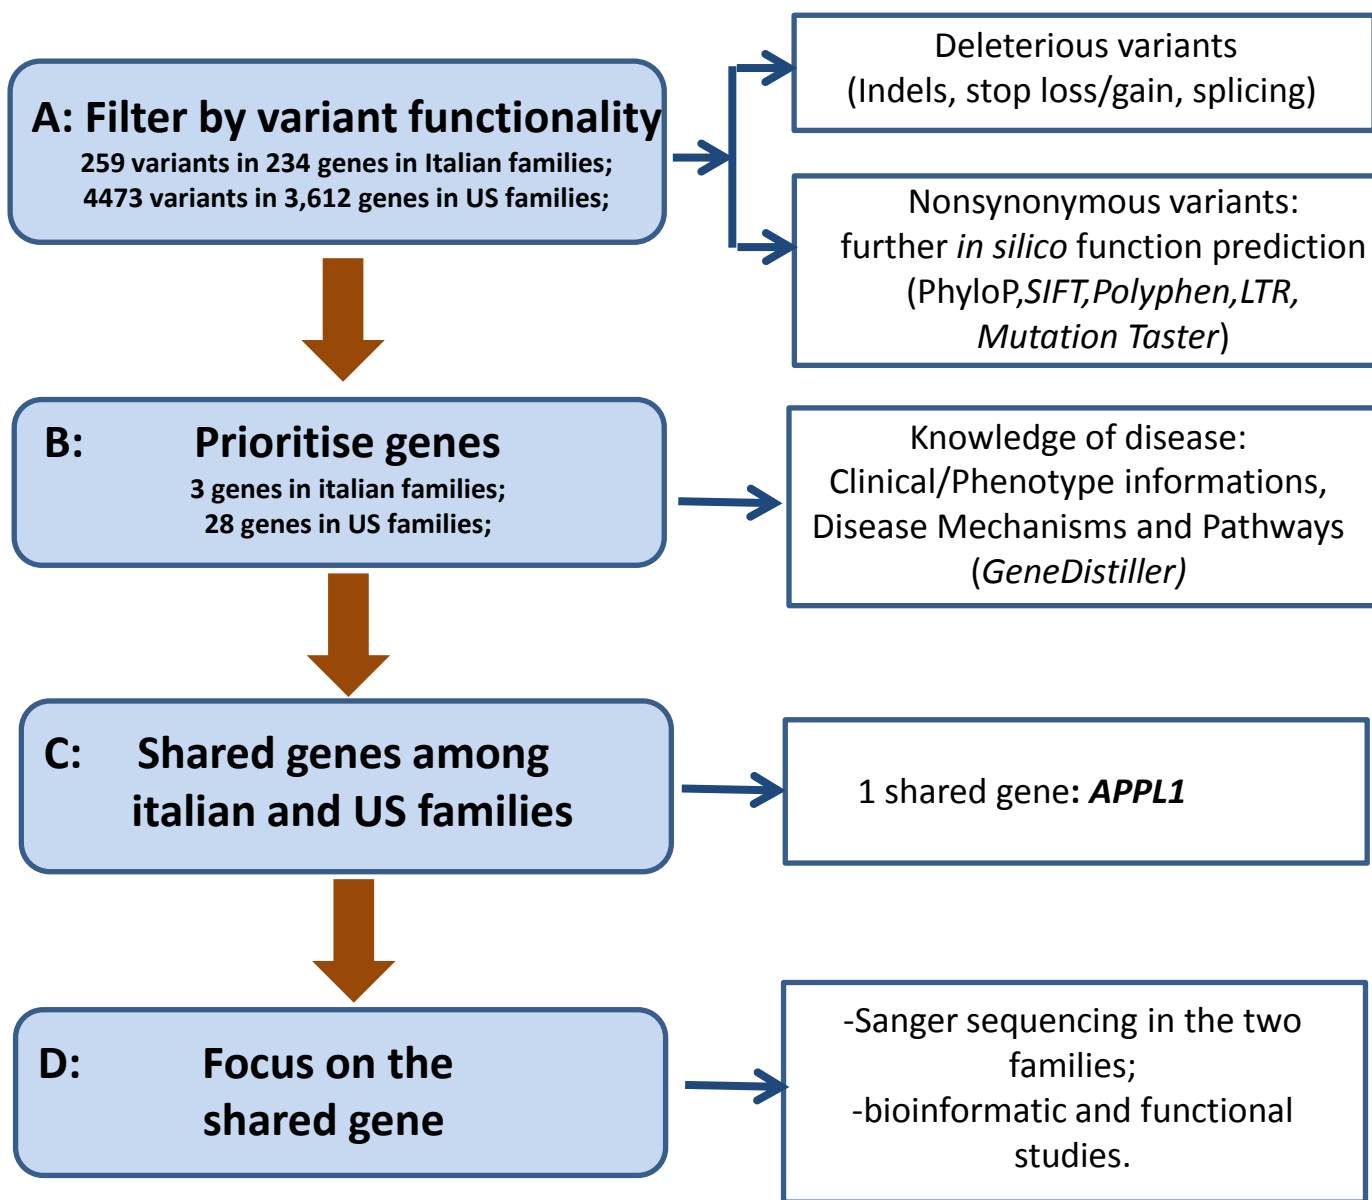 A: Filter by variant functionality
259 variants in 234 genes in Italian families;
4473 variants in 3,612 genes in US families;
Deleterious variants
(Indels, stop loss/gain, splicing)
Nonsynonymous variants:
further in silico function prediction
(PhyloP,SIFT,Polyphen,LTR,
Mutation Taster)
B: Prioritise genes
3 genes in italian families;
28 genes in US families;
Knowledge of disease:
Clinical/Phenotype informations,
Disease Mechanisms and Pathways
(GeneDistiller)
C: Shared genes among
italian and US families
1 shared gene: APPL1
D: Focus on the
shared gene
-Sanger sequencing in the two
families;
-bioinformatic and functional
studies.